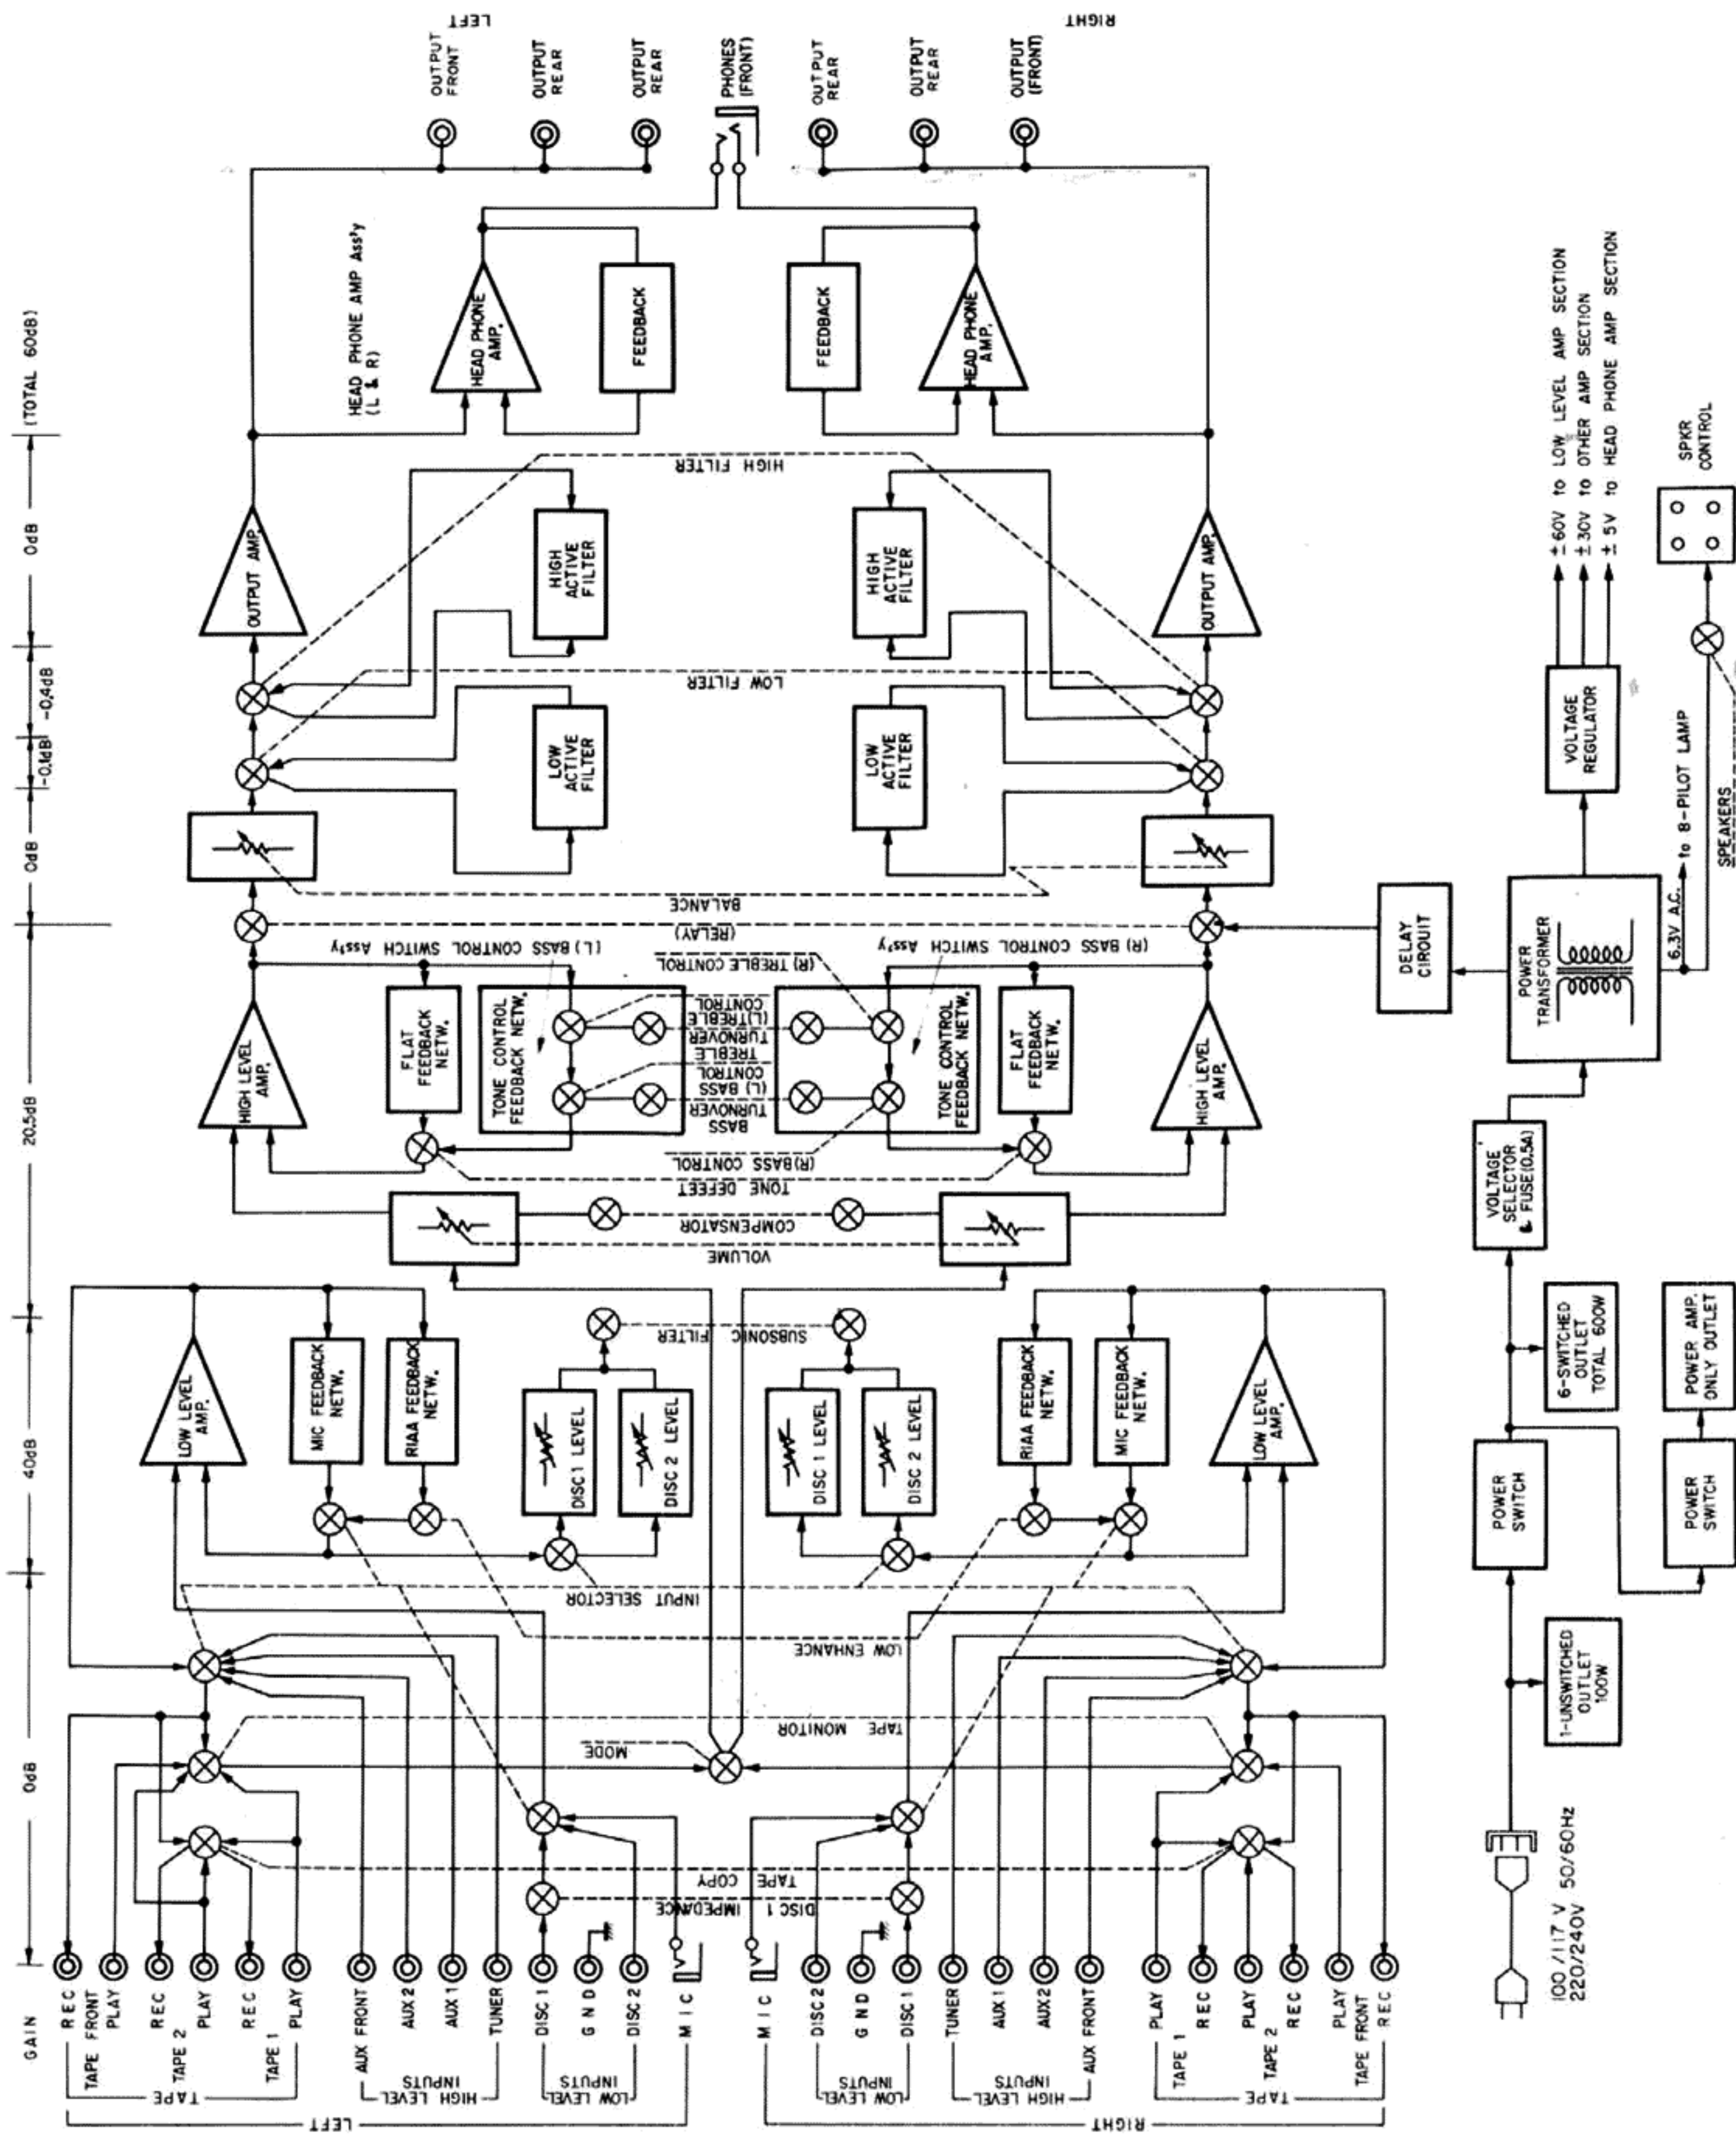 GAIN
0dB
40dB
20.5dB
0dB
-0.1dB
-0.4dB
0dB
(TOTAL 60dB)
LEFT
TAPE
REC
TAPE FRONT
PLAY
REC
TAPE 2
PLAY
REC
TAPE 1
PLAY
HIGH LEVEL
INPUTS
AUX FRONT
AUX 2
AUX 1
TUNER
LOW LEVEL
INPUTS
DISC 1
GND
DISC 2
MIC
RIGHT
MIC
LOW LEVEL
INPUTS
DISC 2
GND
DISC 1
HIGH LEVEL
INPUTS
TUNER
AUX 1
AUX 2
AUX FRONT
TAPE
PLAY
TAPE 1
REC
PLAY
TAPE 2
REC
PLAY
TAPE FRONT
REC
DISC 1 IMPEDANCE
TAPE COPY
MODE
TAPE MONITOR
LOW ENHANCE
INPUT SELECTOR
LOW LEVEL
AMP.
MIC FEEDBACK
NETW.
RIAA FEEDBACK
NETW.
DISC 1 LEVEL
DISC 2 LEVEL
SUBSONIC FILTER
DISC 1 LEVEL
DISC 2 LEVEL
RIAA FEEDBACK
NETW.
MIC FEEDBACK
NETW.
LOW LEVEL
AMP.
VOLUME
COMPENSATOR
TONE DEFEET
(R)BASS CONTROL
HIGH LEVEL
AMP.
FLAT
FEEDBACK
NETW.
TONE CONTROL
FEEDBACK NETW.
BASS
TURNOVER
(L) BASS
CONTROL
TREBLE
TURNOVER
(L)TREBLE
CONTROL
(R) TREBLE CONTROL
TONE CONTROL
FEEDBACK NETW.
FLAT
FEEDBACK
NETW.
HIGH LEVEL
AMP.
(L) BASS CONTROL SWITCH Ass'y
(R) BASS CONTROL SWITCH Ass'y
(RELAY)
BALANCE
LOW
ACTIVE
FILTER
LOW
ACTIVE
FILTER
LOW FILTER
HIGH
ACTIVE
FILTER
HIGH
ACTIVE
FILTER
HIGH FILTER
OUTPUT AMP.
OUTPUT AMP.
HEAD PHONE AMP Ass'y
(L & R)
HEAD PHONE
AMP.
FEEDBACK
FEEDBACK
HEAD PHONE
AMP.
LEFT
OUTPUT
FRONT
OUTPUT
REAR
OUTPUT
REAR
PHONES
(FRONT)
OUTPUT
REAR
OUTPUT
REAR
OUTPUT
(FRONT)
RIGHT
100/117 V 50/60Hz
220/240V
1-UNSWITCHED
OUTLET
100W
POWER
SWITCH
POWER
SWITCH
6-SWITCHED
OUTLET
TOTAL 600W
POWER AMP.
ONLY OUTLET
VOLTAGE
SELECTOR
& FUSE(0.5A)
POWER
TRANSFORMER
DELAY
CIRCUIT
6.3V A.C.
to 8-PILOT LAMP
SPEAKERS
VOLTAGE
REGULATOR
±60V to LOW LEVEL AMP SECTION
±30V to OTHER AMP SECTION
±5V to HEAD PHONE AMP SECTION
SPKR
CONTROL